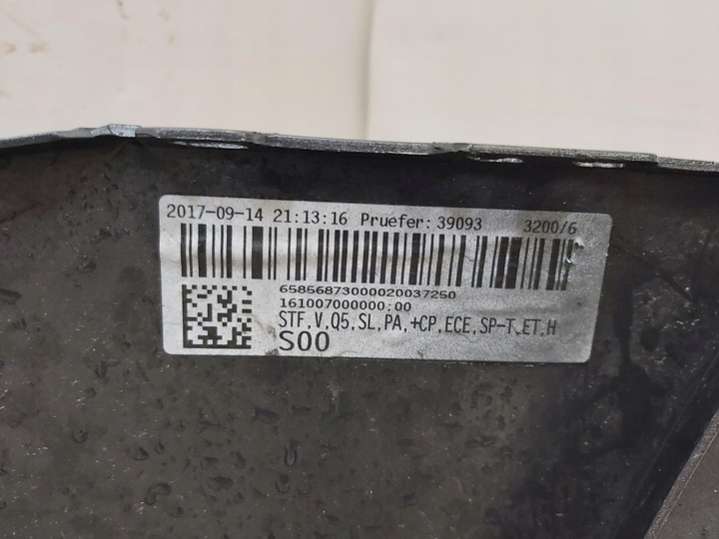 2017-09-14 21:13:16 Pruefer: 39093 3200/6
65856873000020037250
161007000000;00
STF,V,Q5,SL,PA,+CP,ECE,SP-T,ET,H
S00